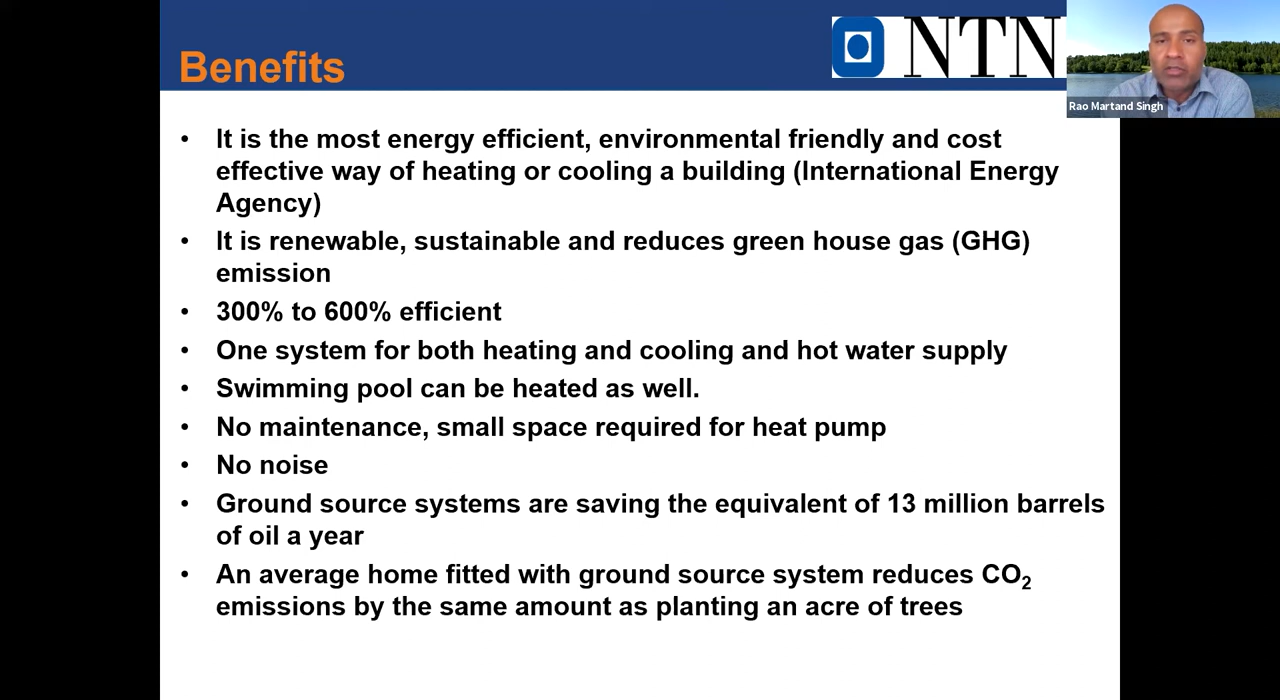 Benefits
NTN
Rao Martand Singh
• It is the most energy efficient, environmental friendly and cost
effective way of heating or cooling a building (International Energy
Agency)
• It is renewable, sustainable and reduces green house gas (GHG)
emission
• 300% to 600% efficient
• One system for both heating and cooling and hot water supply
• Swimming pool can be heated as well.
• No maintenance, small space required for heat pump
• No noise
• Ground source systems are saving the equivalent of 13 million barrels
of oil a year
• An average home fitted with ground source system reduces CO₂
emissions by the same amount as planting an acre of trees